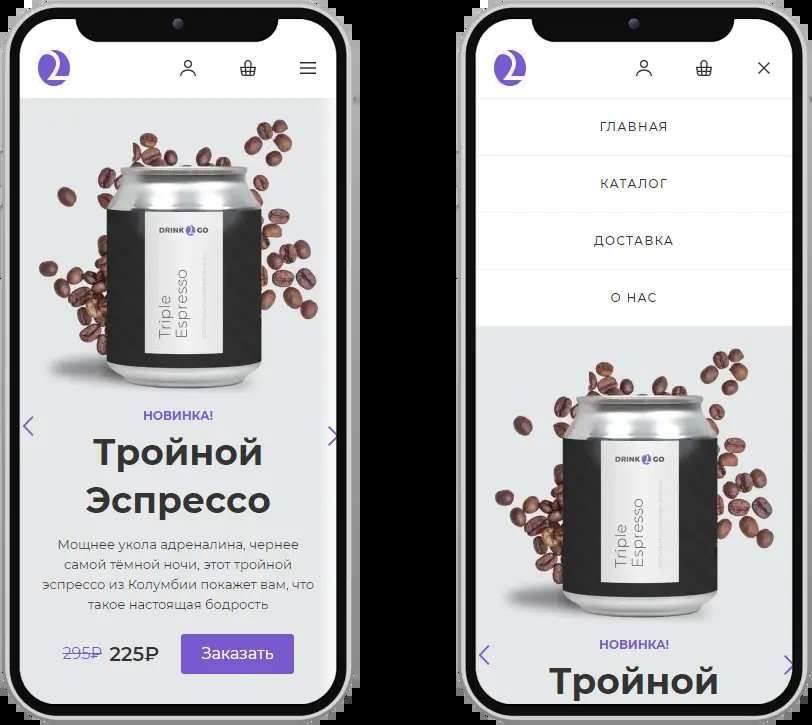 2
DRINK 2 GO
Triple
Espresso
НОВИНКА!
Тройной
Эспрессо
Мощнее укола адреналина, чернее
самой тёмной ночи, этот тройной
эспрессо из Колумбии покажет вам, что
такое настоящая бодрость
295₽ 225₽ Заказать
2
ГЛАВНАЯ
КАТАЛОГ
ДОСТАВКА
О НАС
DRINK 2 GO
Triple
Espresso
НОВИНКА!
Тройной